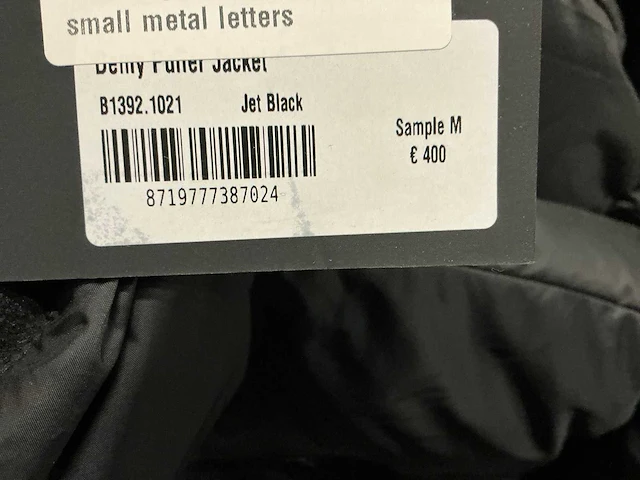 small metal letters
Puffer Jacket
B1392.1021 Jet Black
Sample M
€ 400
8719777387024